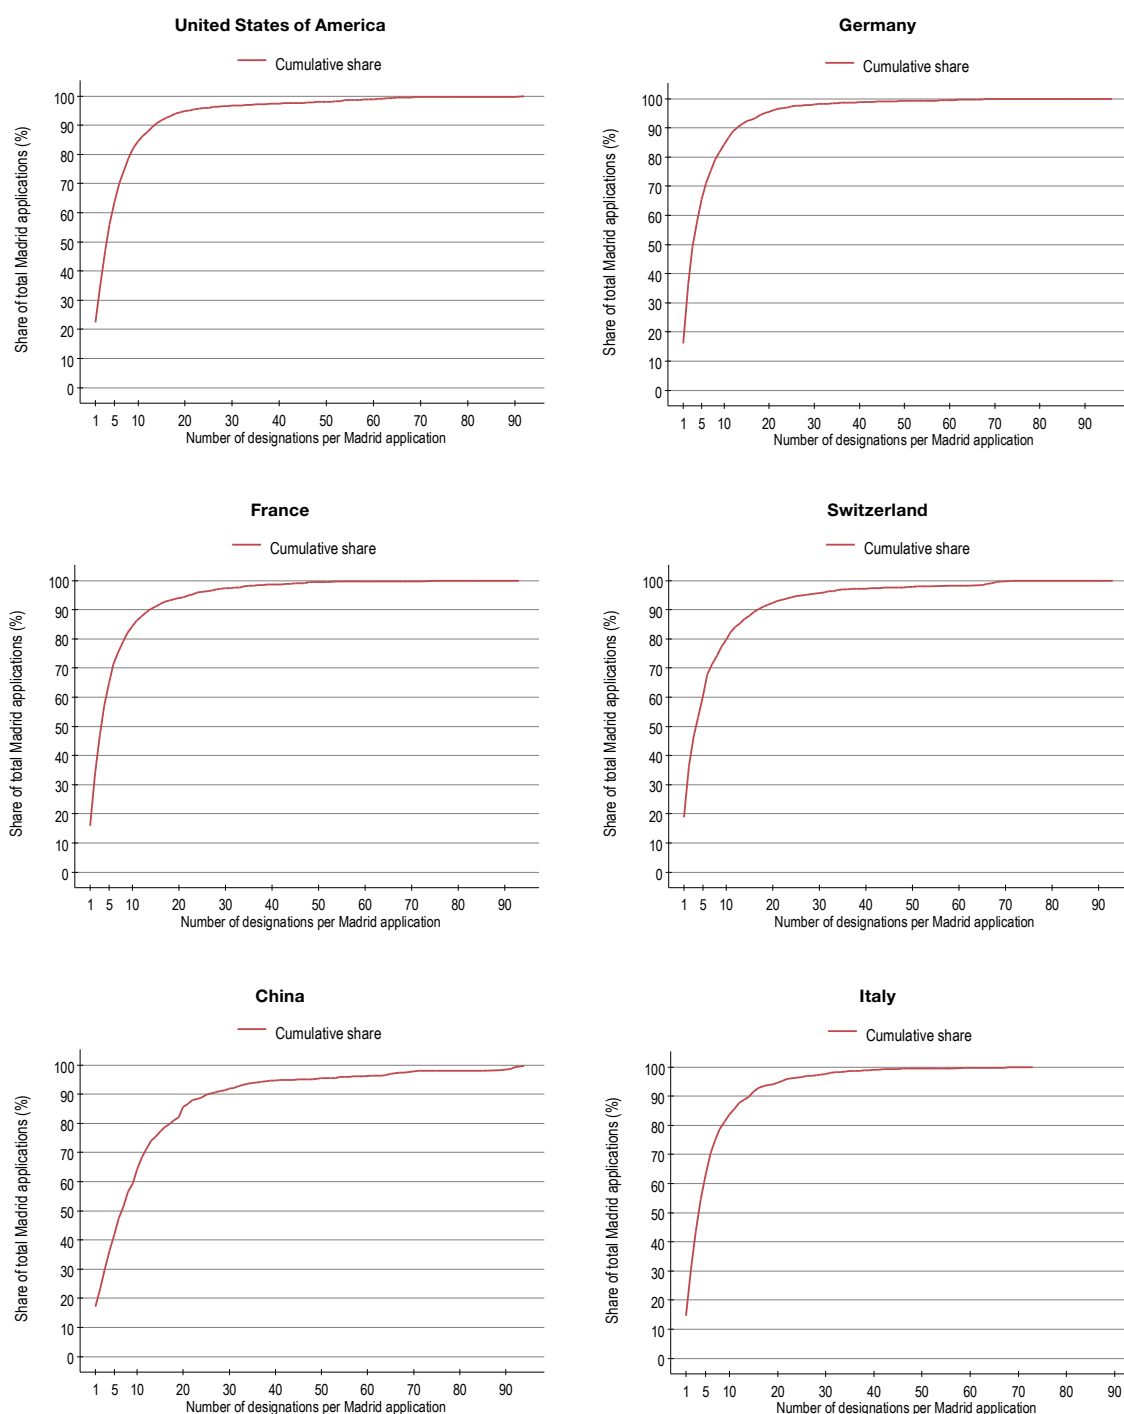 United States of America
Cumulative share
Share of total Madrid applications (%)
100
90
80
70
60
50
40
30
20
10
0
1 5 10 20 30 40 50 60 70 80 90
Number of designations per Madrid application
Germany
Cumulative share
Share of total Madrid applications (%)
100
90
80
70
60
50
40
30
20
10
0
1 5 10 20 30 40 50 60 70 80 90
Number of designations per Madrid application
France
Cumulative share
Share of total Madrid applications (%)
100
90
80
70
60
50
40
30
20
10
0
1 5 10 20 30 40 50 60 70 80 90
Number of designations per Madrid application
Switzerland
Cumulative share
Share of total Madrid applications (%)
100
90
80
70
60
50
40
30
20
10
0
1 5 10 20 30 40 50 60 70 80 90
Number of designations per Madrid application
China
Cumulative share
Share of total Madrid applications (%)
100
90
80
70
60
50
40
30
20
10
0
1 5 10 20 30 40 50 60 70 80 90
Number of designations per Madrid application
Italy
Cumulative share
Share of total Madrid applications (%)
100
90
80
70
60
50
40
30
20
10
0
1 5 10 20 30 40 50 60 70 80 90
Number of designations per Madrid application